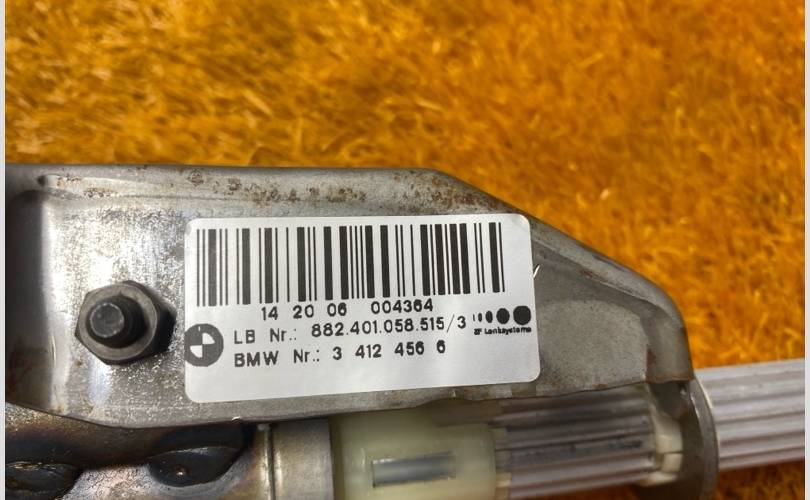 14 20 06 004364
LB Nr.: 882.401.058.515/3
ZF Lenksysteme
BMW Nr.: 3 412 456 6